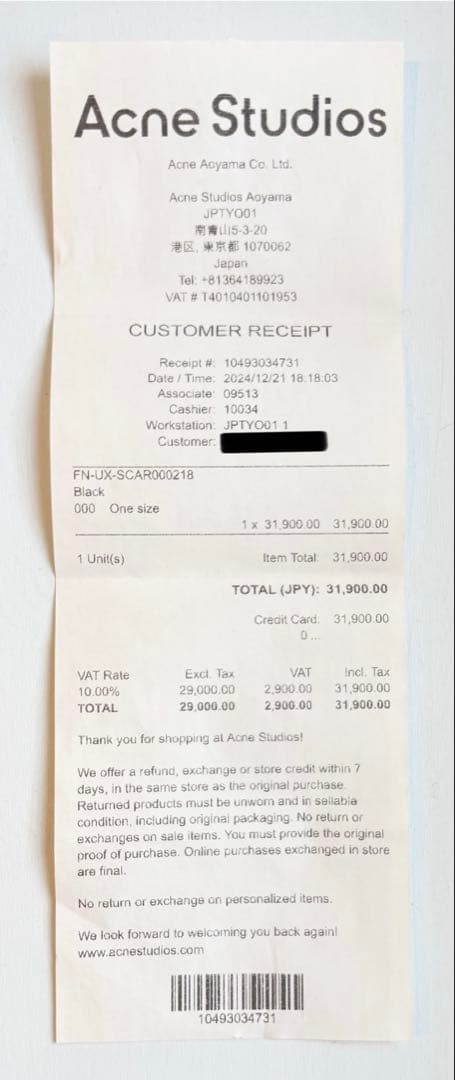 Acne Studios
Acne Aoyama Co. Ltd.
Acne Studios Aoyama
JPTYO01
南青山5-3-20
港区, 東京都 1070062
Japan
Tel: +81364189923
VAT # T4010401101953
CUSTOMER RECEIPT
Receipt #: 10493034731
Date / Time: 2024/12/21 18:18:03
Associate: 09513
Cashier: 10034
Workstation: JPTYO01 1
Customer:
FN-UX-SCAR000218
Black
000 One size
1 x 31,900.00 31,900.00
1 Unit(s) Item Total: 31,900.00
TOTAL (JPY): 31,900.00
Credit Card: 31,900.00
0...
VAT Rate Excl. Tax VAT Incl. Tax
10.00% 29,000.00 2,900.00 31,900.00
TOTAL 29,000.00 2,900.00 31,900.00
Thank you for shopping at Acne Studios!
We offer a refund, exchange or store credit within 7
days, in the same store as the original purchase.
Returned products must be unworn and in sellable
condition, including original packaging. No return or
exchanges on sale items. You must provide the original
proof of purchase. Online purchases exchanged in store
are final.
No return or exchange on personalized items.
We look forward to welcoming you back again!
www.acnestudios.com
10493034731